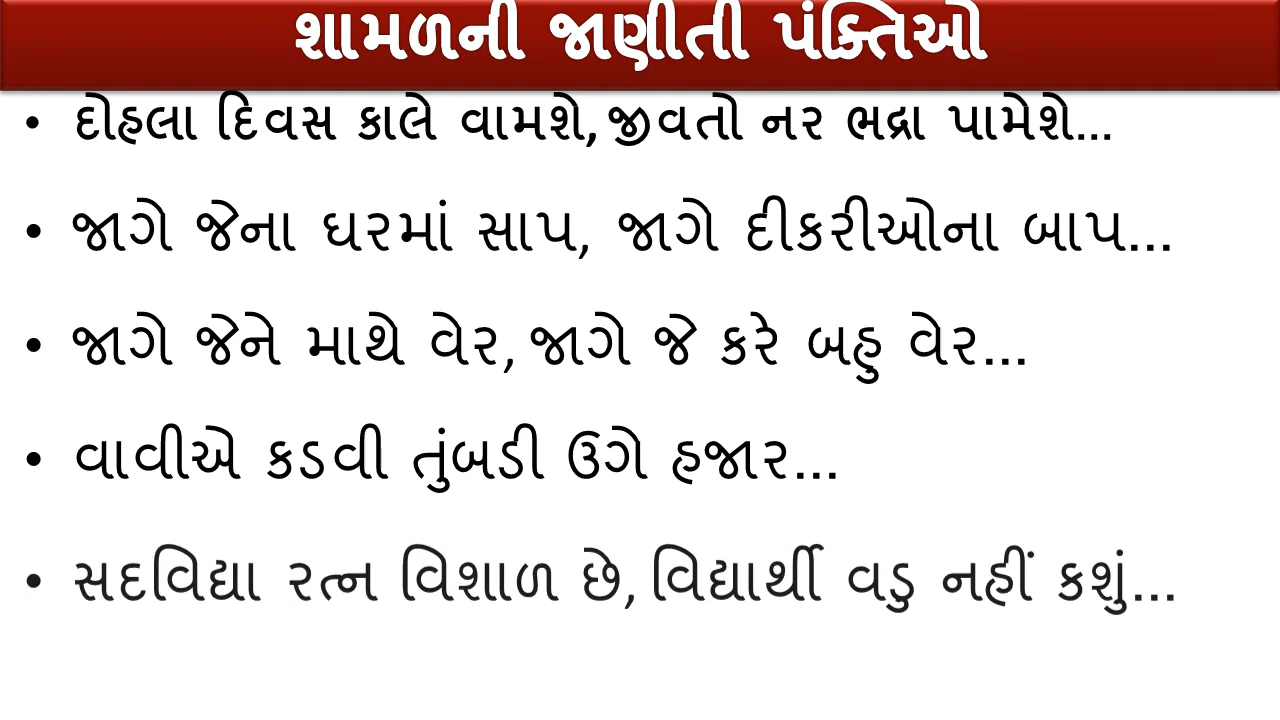 શામળની જાણીતી પંક્તિઓ
• દોહલા દિવસ કાલે વામશે, જીવતો નર ભદ્રા પામેશે...
• જાગે જેના ઘરમાં સાપ, જાગે દીકરીઓના બાપ...
• જાગે જેને માથે વેર, જાગે જે કરે બહુ વેર...
• વાવીએ કડવી તુંબડી ઉગે હજાર...
• સદવિદ્યા રત્ન વિશાળ છે, વિદ્યાર્થી વડુ નહીં કશું...